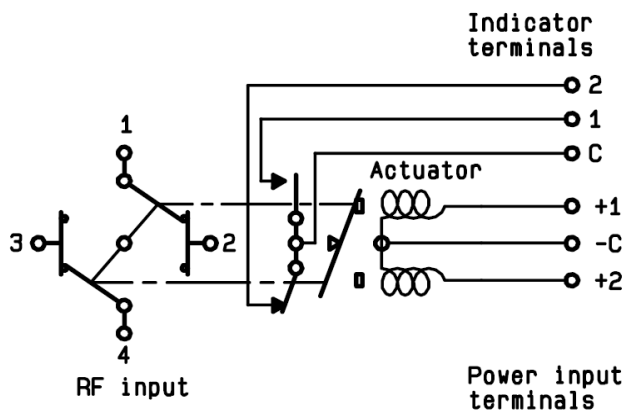 Indicator
terminals
2
1
C
1
Actuator
+1
3
2
-C
+2
4
RF input
Power input
terminals